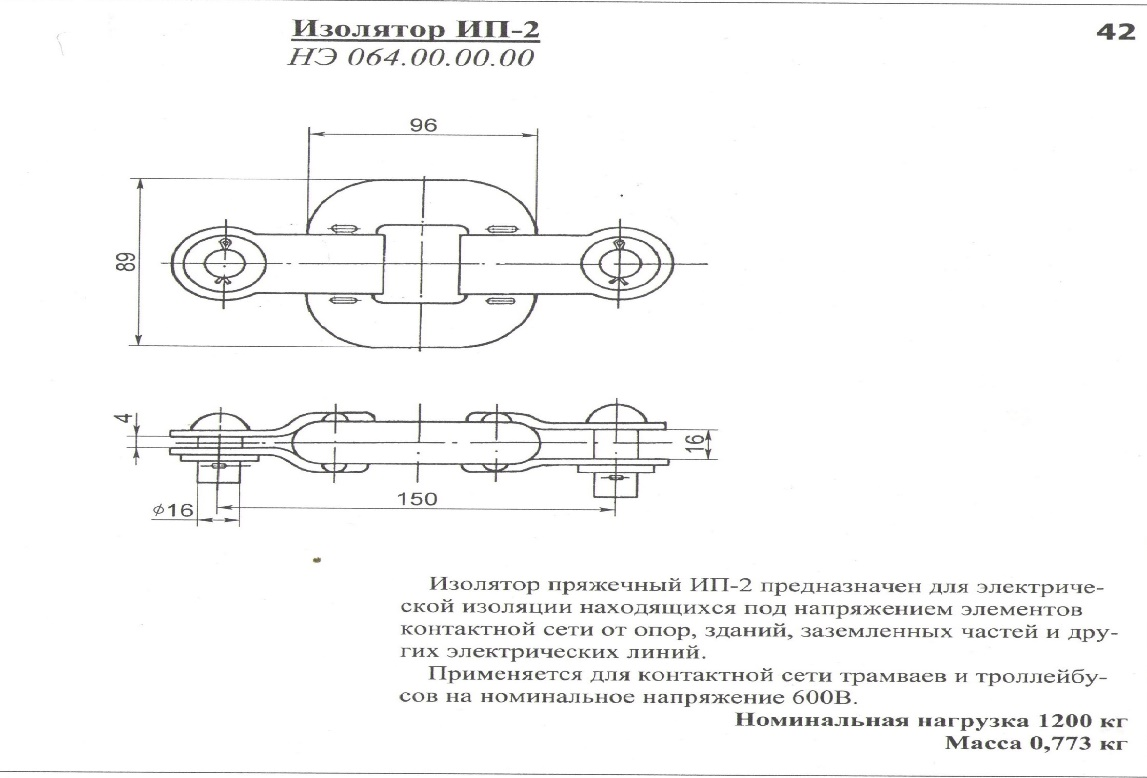 Изолятор ИП-2
42
НЭ 064.00.00.00
96
89
4
16
150
ϕ16
Изолятор пряжечный ИП-2 предназначен для электриче-
ской изоляции находящихся под напряжением элементов
контактной сети от опор, зданий, заземленных частей и дру-
гих электрических линий.
Применяется для контактной сети трамваев и троллейбу-
сов на номинальное напряжение 600В.
Номинальная нагрузка 1200 кг
Масса 0,773 кг